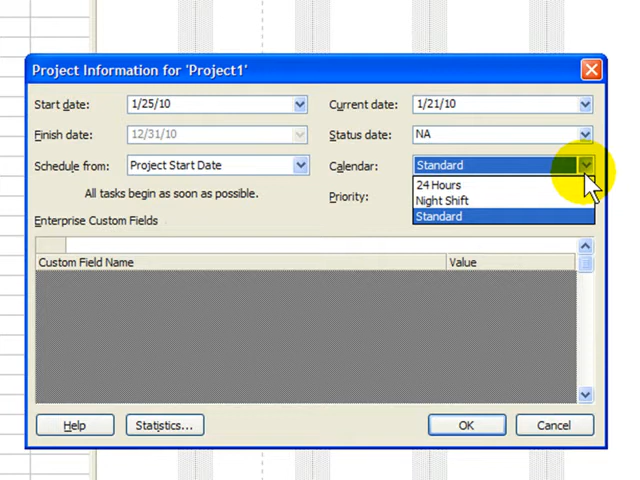 Project Information for 'Project1'
Start date: 1/25/10 Current date: 1/21/10
Finish date: 12/31/10 Status date: NA
Schedule from: Project Start Date Calendar: Standard
24 Hours
All tasks begin as soon as possible. Priority: Night Shift
Standard
Enterprise Custom Fields
Custom Field Name Value
Help Statistics... OK Cancel